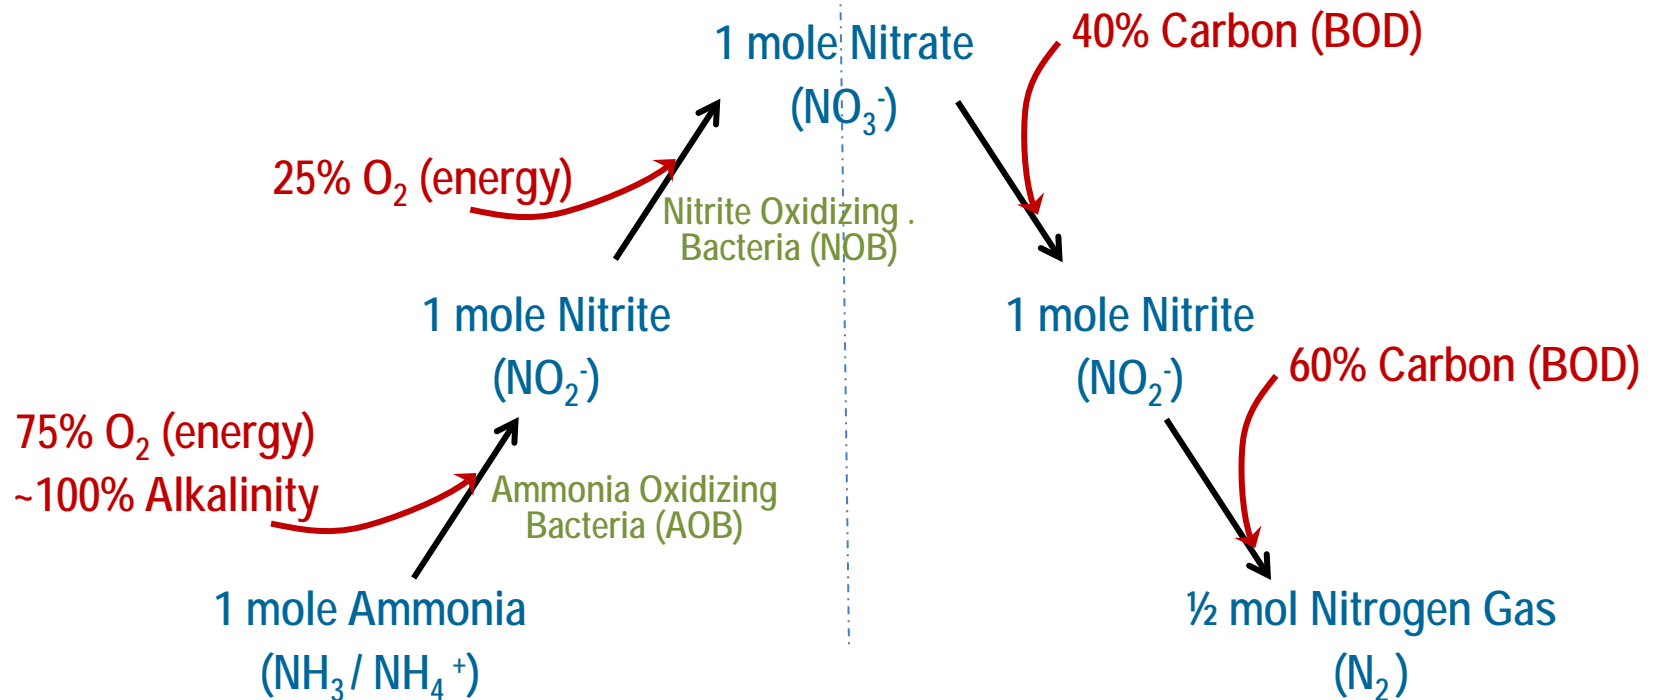 1 mole Nitrate
(NO₃⁻)
40% Carbon (BOD)
25% O₂ (energy)
Nitrite Oxidizing .
Bacteria (NOB)
1 mole Nitrite
(NO₂⁻)
1 mole Nitrite
(NO₂⁻)
60% Carbon (BOD)
75% O₂ (energy)
~100% Alkalinity
Ammonia Oxidizing
Bacteria (AOB)
1 mole Ammonia
(NH₃ / NH₄⁺)
½ mol Nitrogen Gas
(N₂)